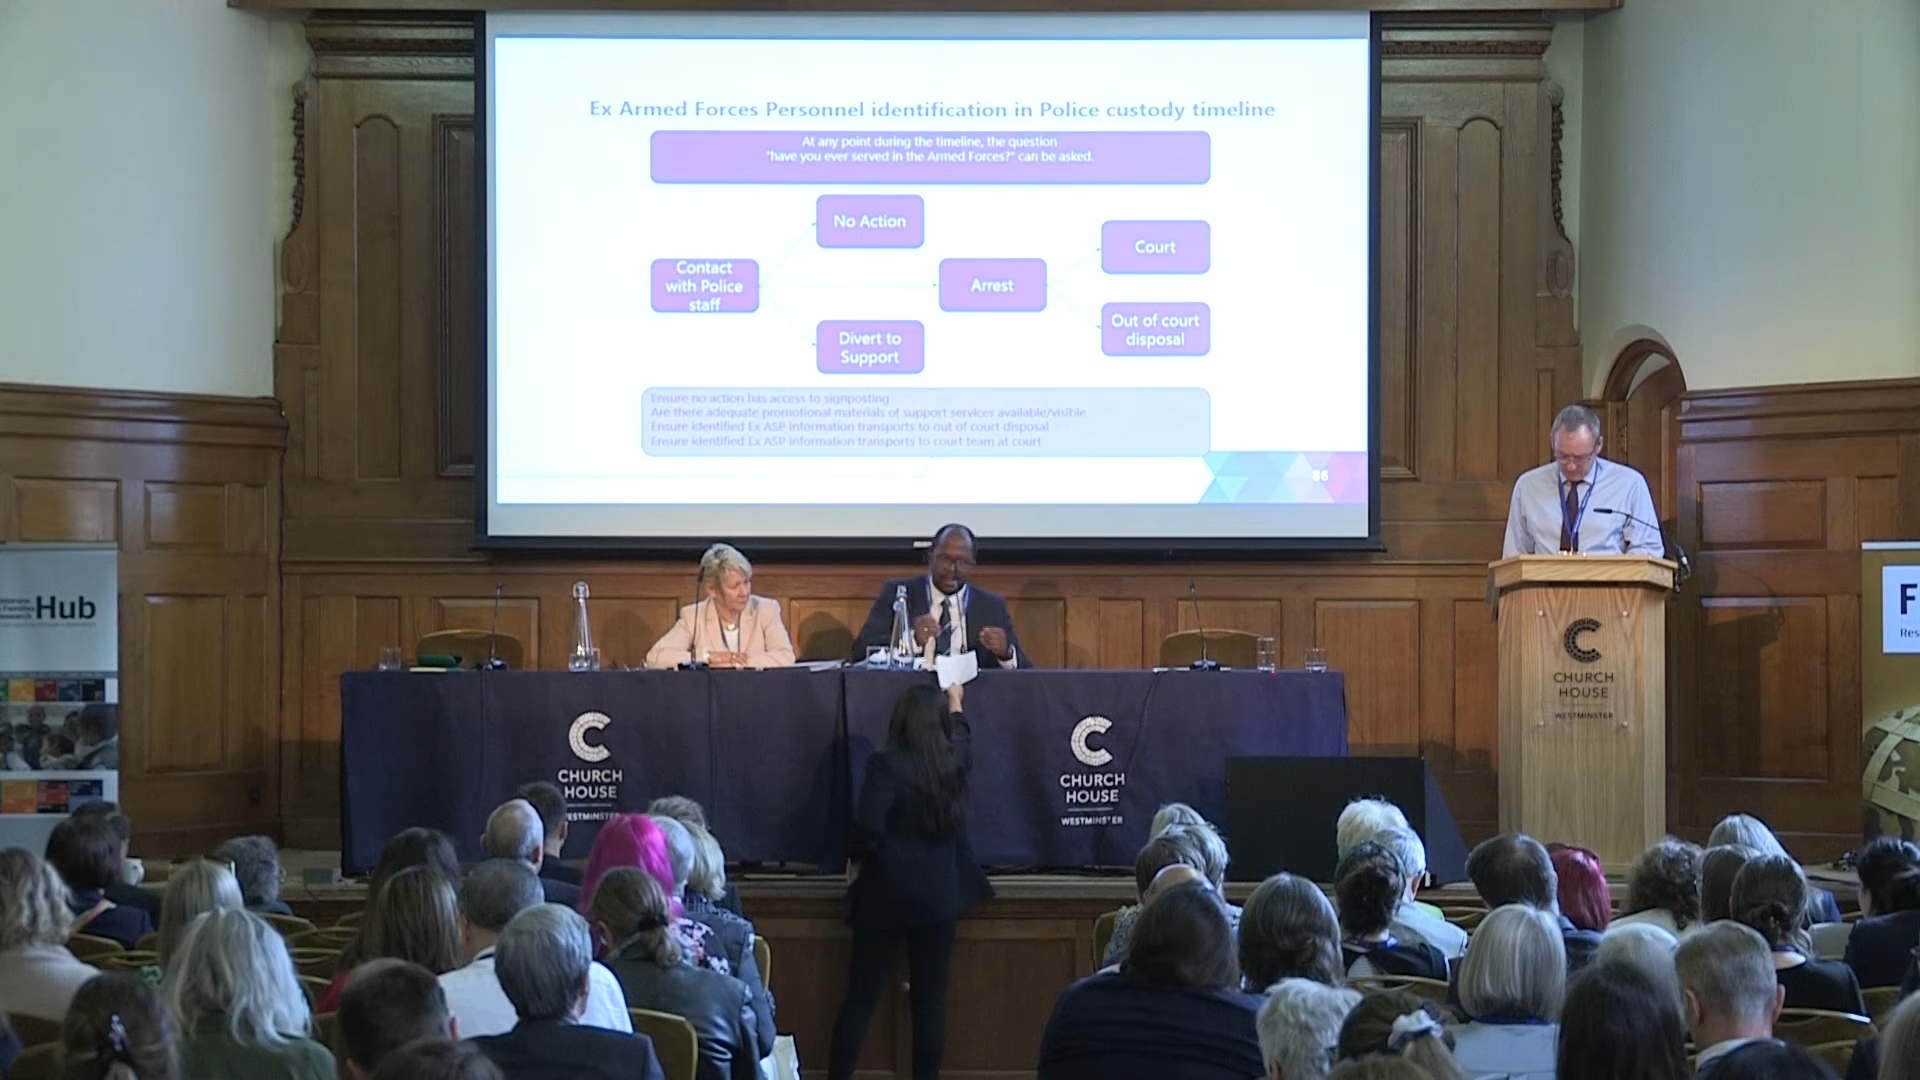 Ex Armed Forces Personnel identification in Police custody timeline
At any point during the timeline, the question
"have you ever served in the Armed Forces?" can be asked.
No Action
Court
Contact
with Police
staff
Arrest
Out of court
disposal
Divert to
Support
Ensure no action has access to signposting
Are there adequate promotional materials of support services available/visible
Ensure identified Ex ASP information transports to out of court disposal
Ensure identified Ex ASP information transports to court team at court
86
Hub
F
Res
CHURCH
HOUSE
WESTMINSTER
CHURCH
HOUSE
WESTMINSTER
CHURCH
HOUSE
WESTMINSTER